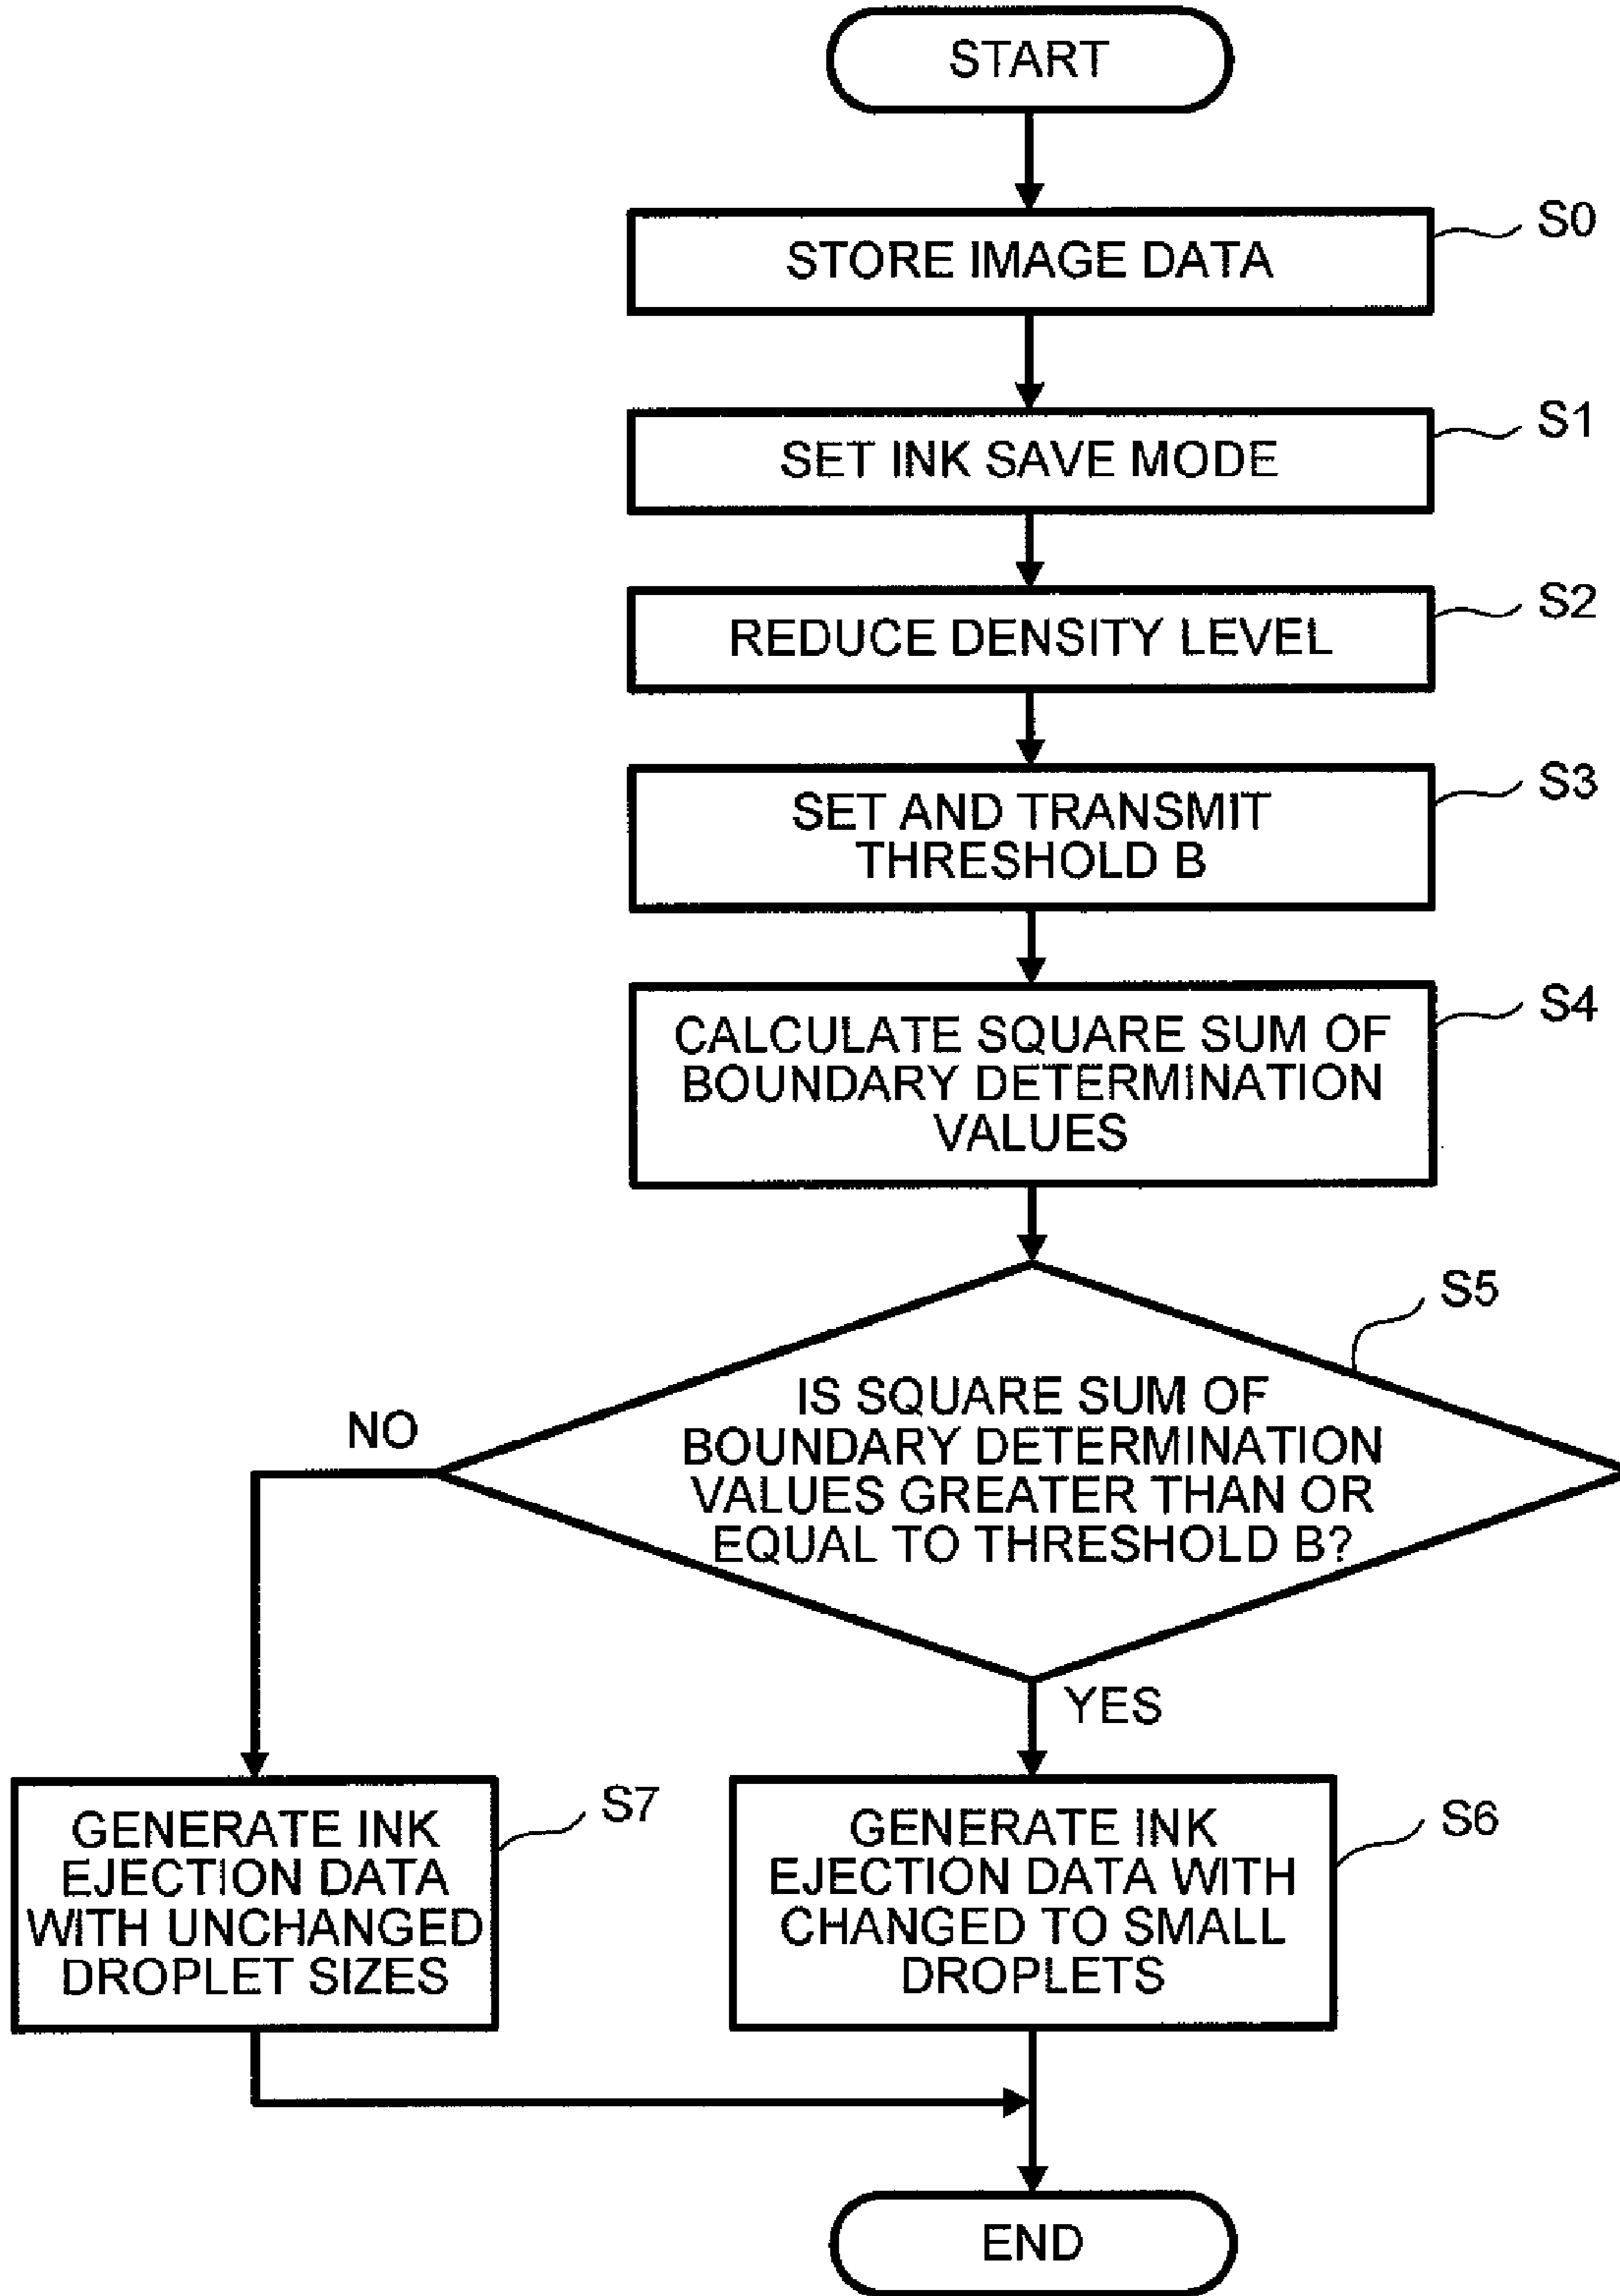 START
STORE IMAGE DATA
S0
SET INK SAVE MODE
S1
REDUCE DENSITY LEVEL
S2
SET AND TRANSMIT
THRESHOLD B
S3
CALCULATE SQUARE SUM OF
BOUNDARY DETERMINATION
VALUES
S4
IS SQUARE SUM OF
BOUNDARY DETERMINATION
VALUES GREATER THAN OR
EQUAL TO THRESHOLD B?
S5
NO
YES
GENERATE INK
EJECTION DATA
WITH UNCHANGED
DROPLET SIZES
S7
GENERATE INK
EJECTION DATA WITH
CHANGED TO SMALL
DROPLETS
S6
END